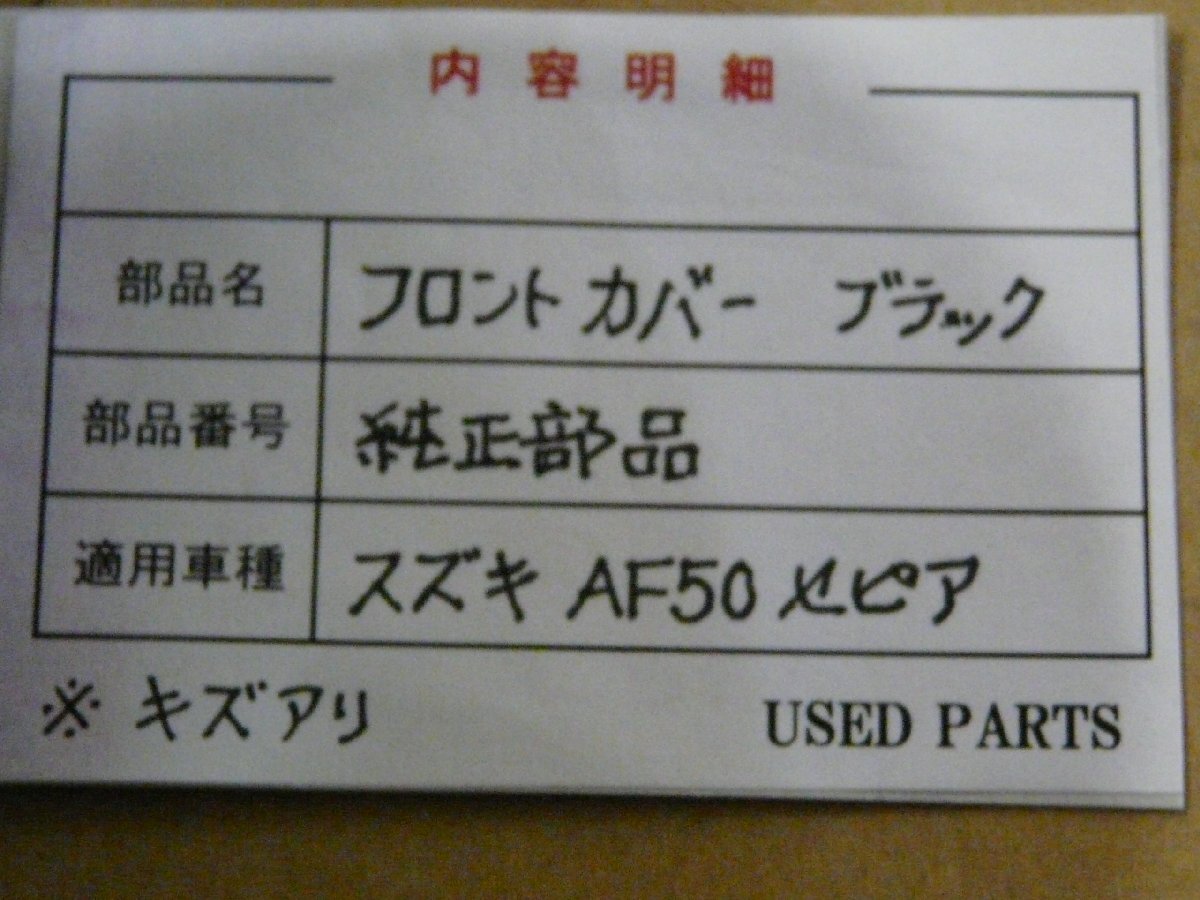 内容明細
部品名 フロントカバー ブラック
部品番号 純正部品
適用車種 スズキ AF50 セピア
※ キズアリ USED PARTS